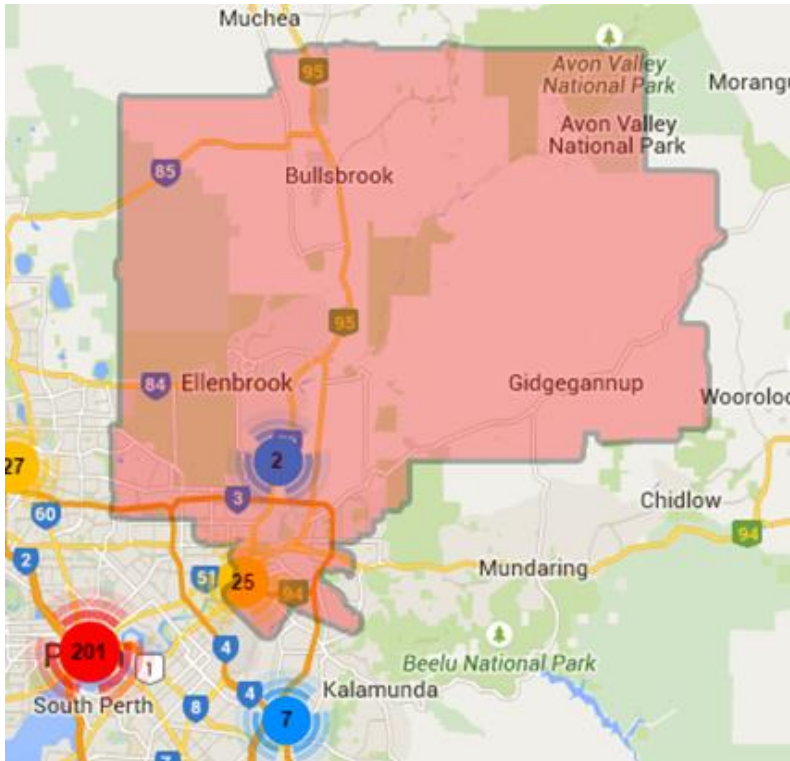 Muchea
Avon Valley
National Park
95
Morangu
Avon Valley
National Park
85
Bullsbrook
95
84
Ellenbrook
Gidgegannup
Wooroloo
27
2
3
60
Chidlow
94
2
51
25
94
Mundaring
201
1
4
Beelu National Park
South Perth
8
4
7
Kalamunda
7